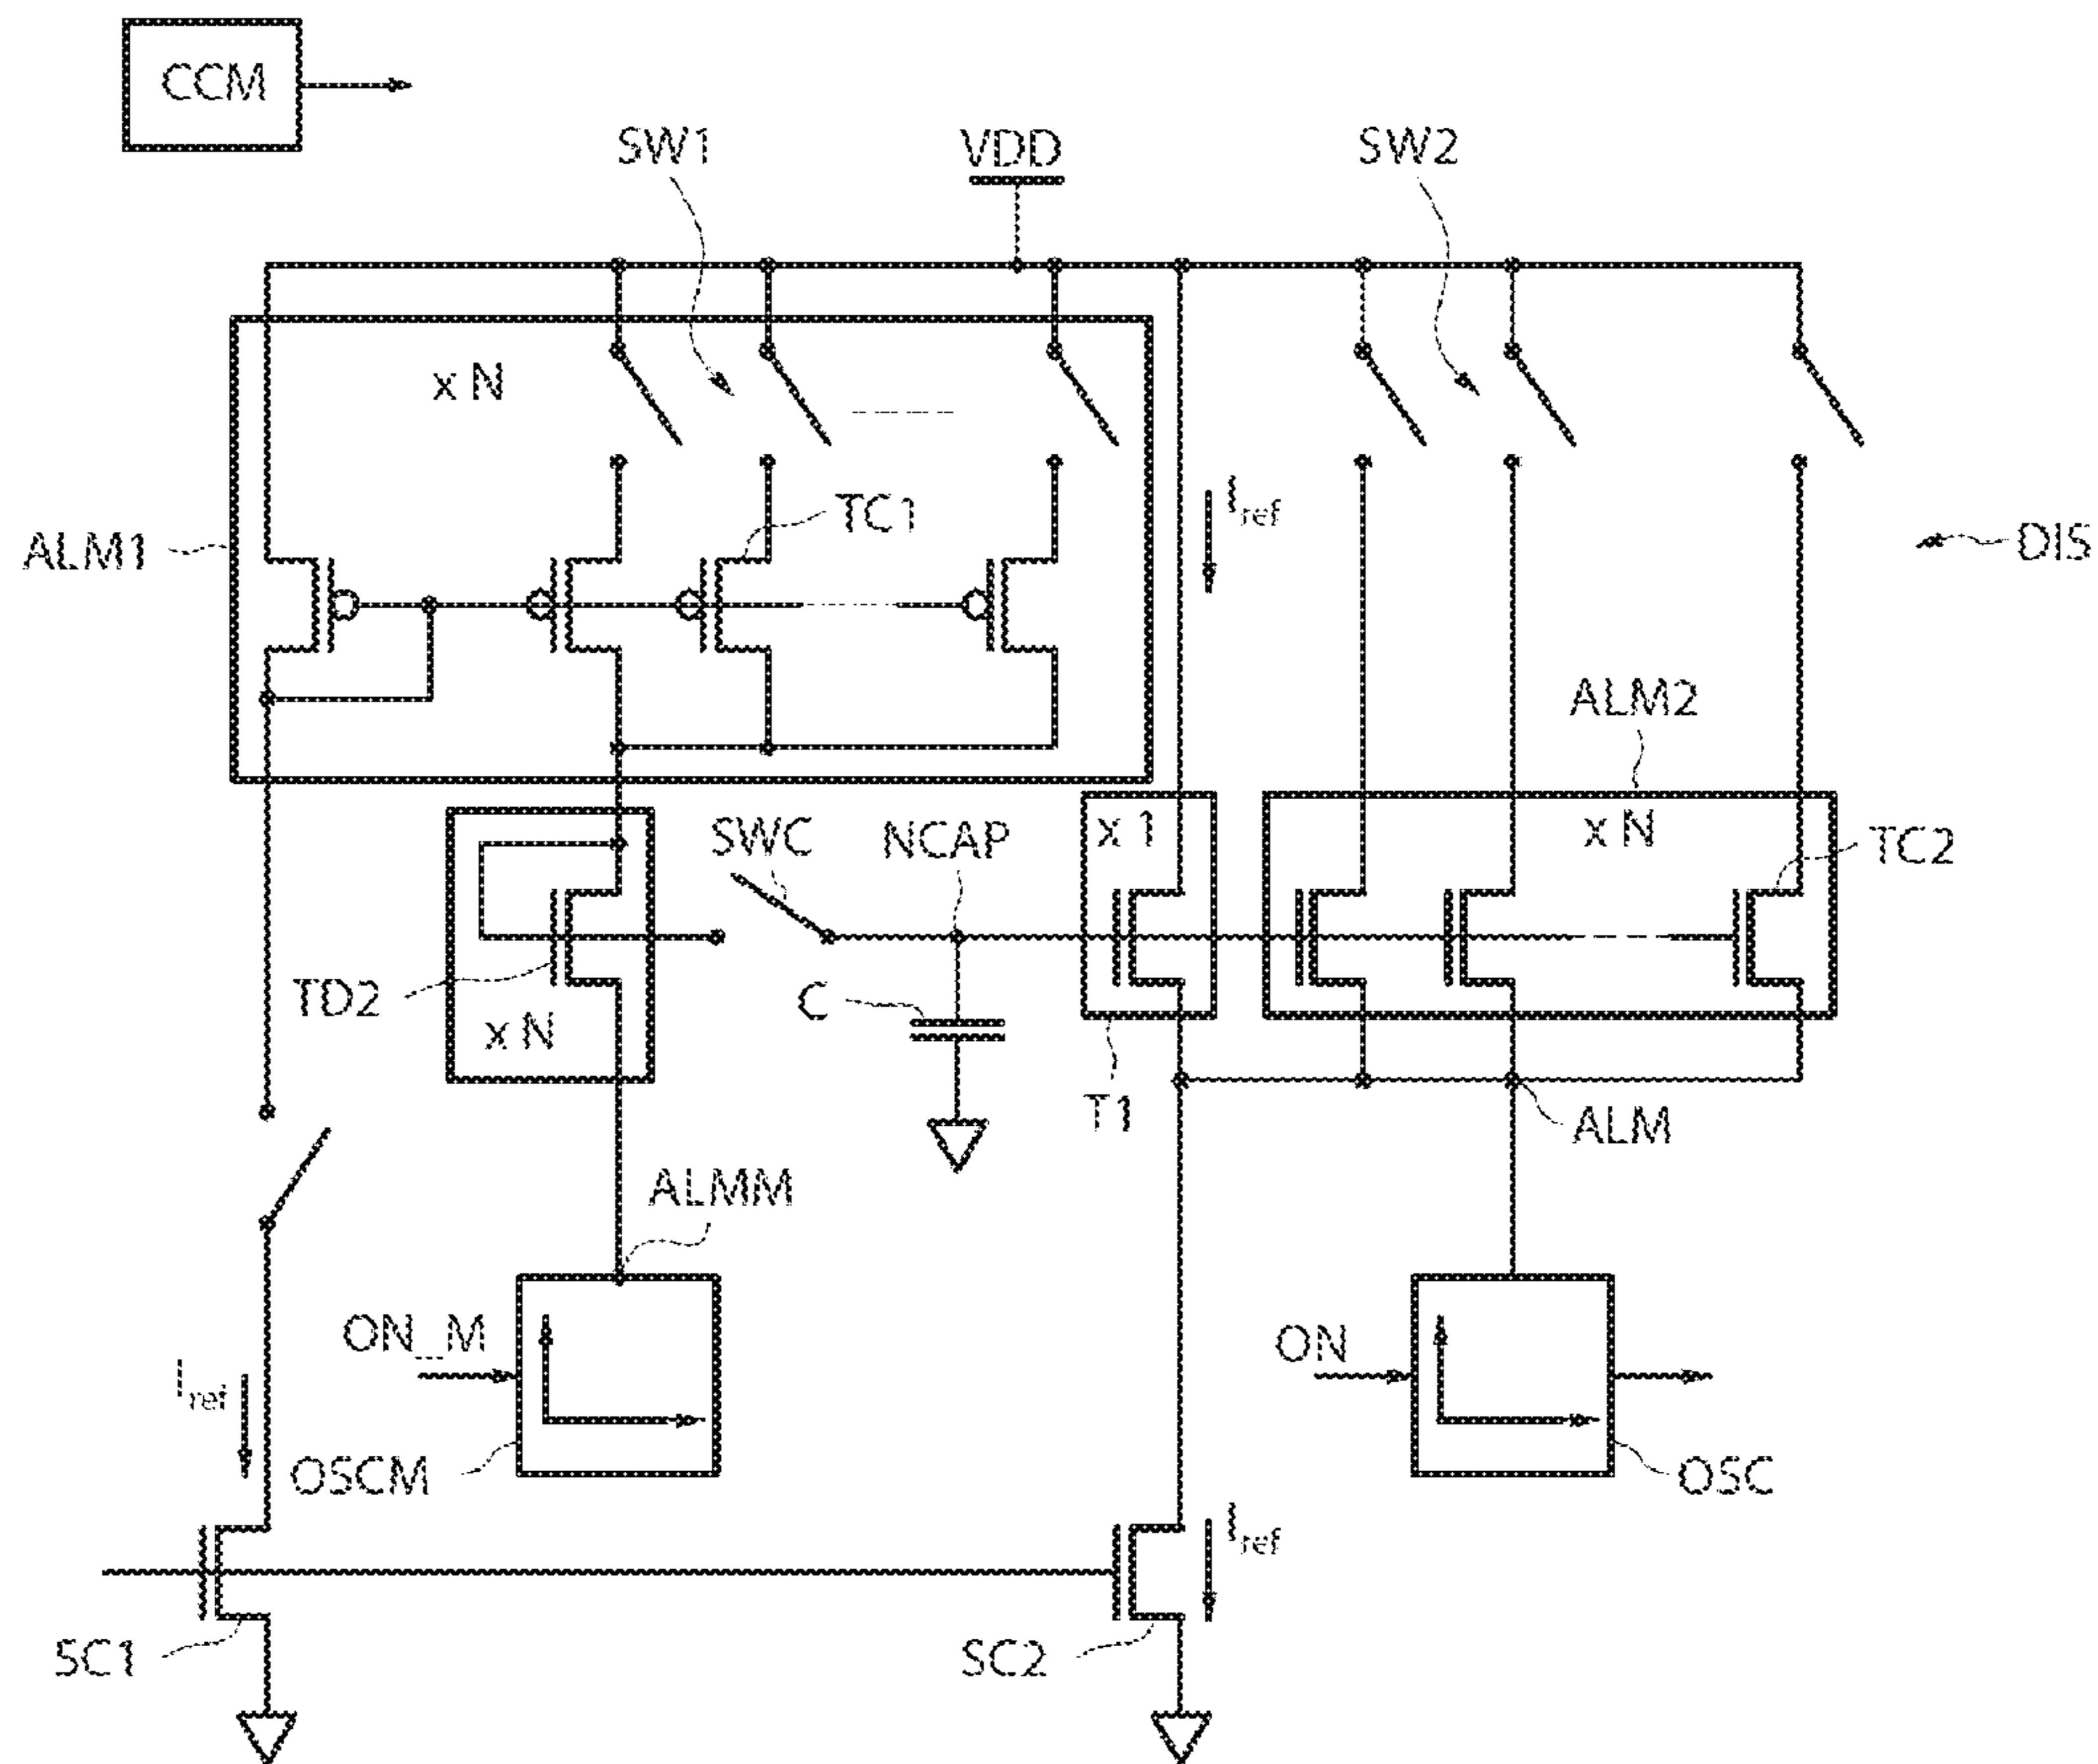 CCM
SW1
VDD
SW2
x N
TC1
Iref
ALM1
DIS
ALM2
x 1
x N
SWC
NCAP
TC2
TD2
C
x N
T1
ALM
ALMM
ON_M
ON
Iref
OSCM
OSC
Iref
SC1
SC2